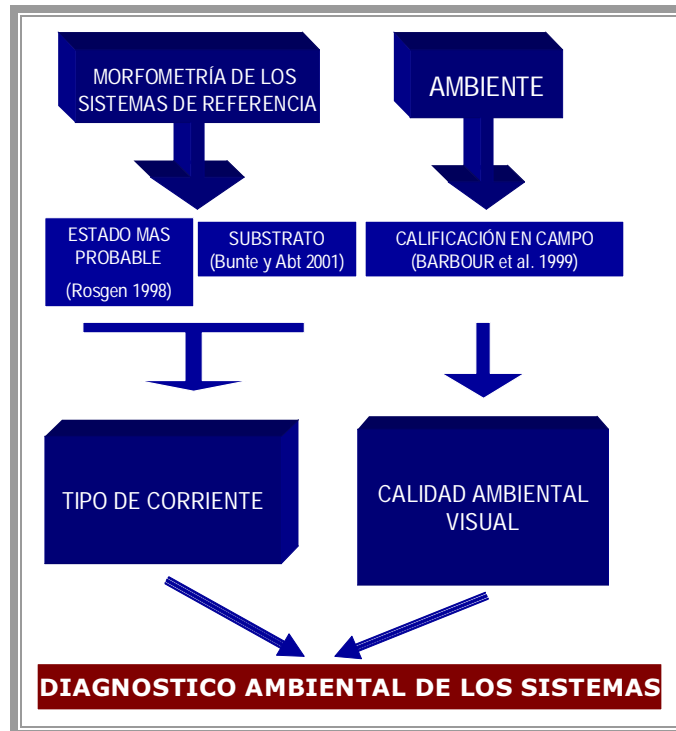 MORFOMETRÍA DE LOS
SISTEMAS DE REFERENCIA
AMBIENTE
ESTADO MAS
PROBABLE
(Rosgen 1998)
SUBSTRATO
(Bunte y Abt 2001)
CALIFICACIÓN EN CAMPO
(BARBOUR et al. 1999)
TIPO DE CORRIENTE
CALIDAD AMBIENTAL
VISUAL
DIAGNOSTICO AMBIENTAL DE LOS SISTEMAS